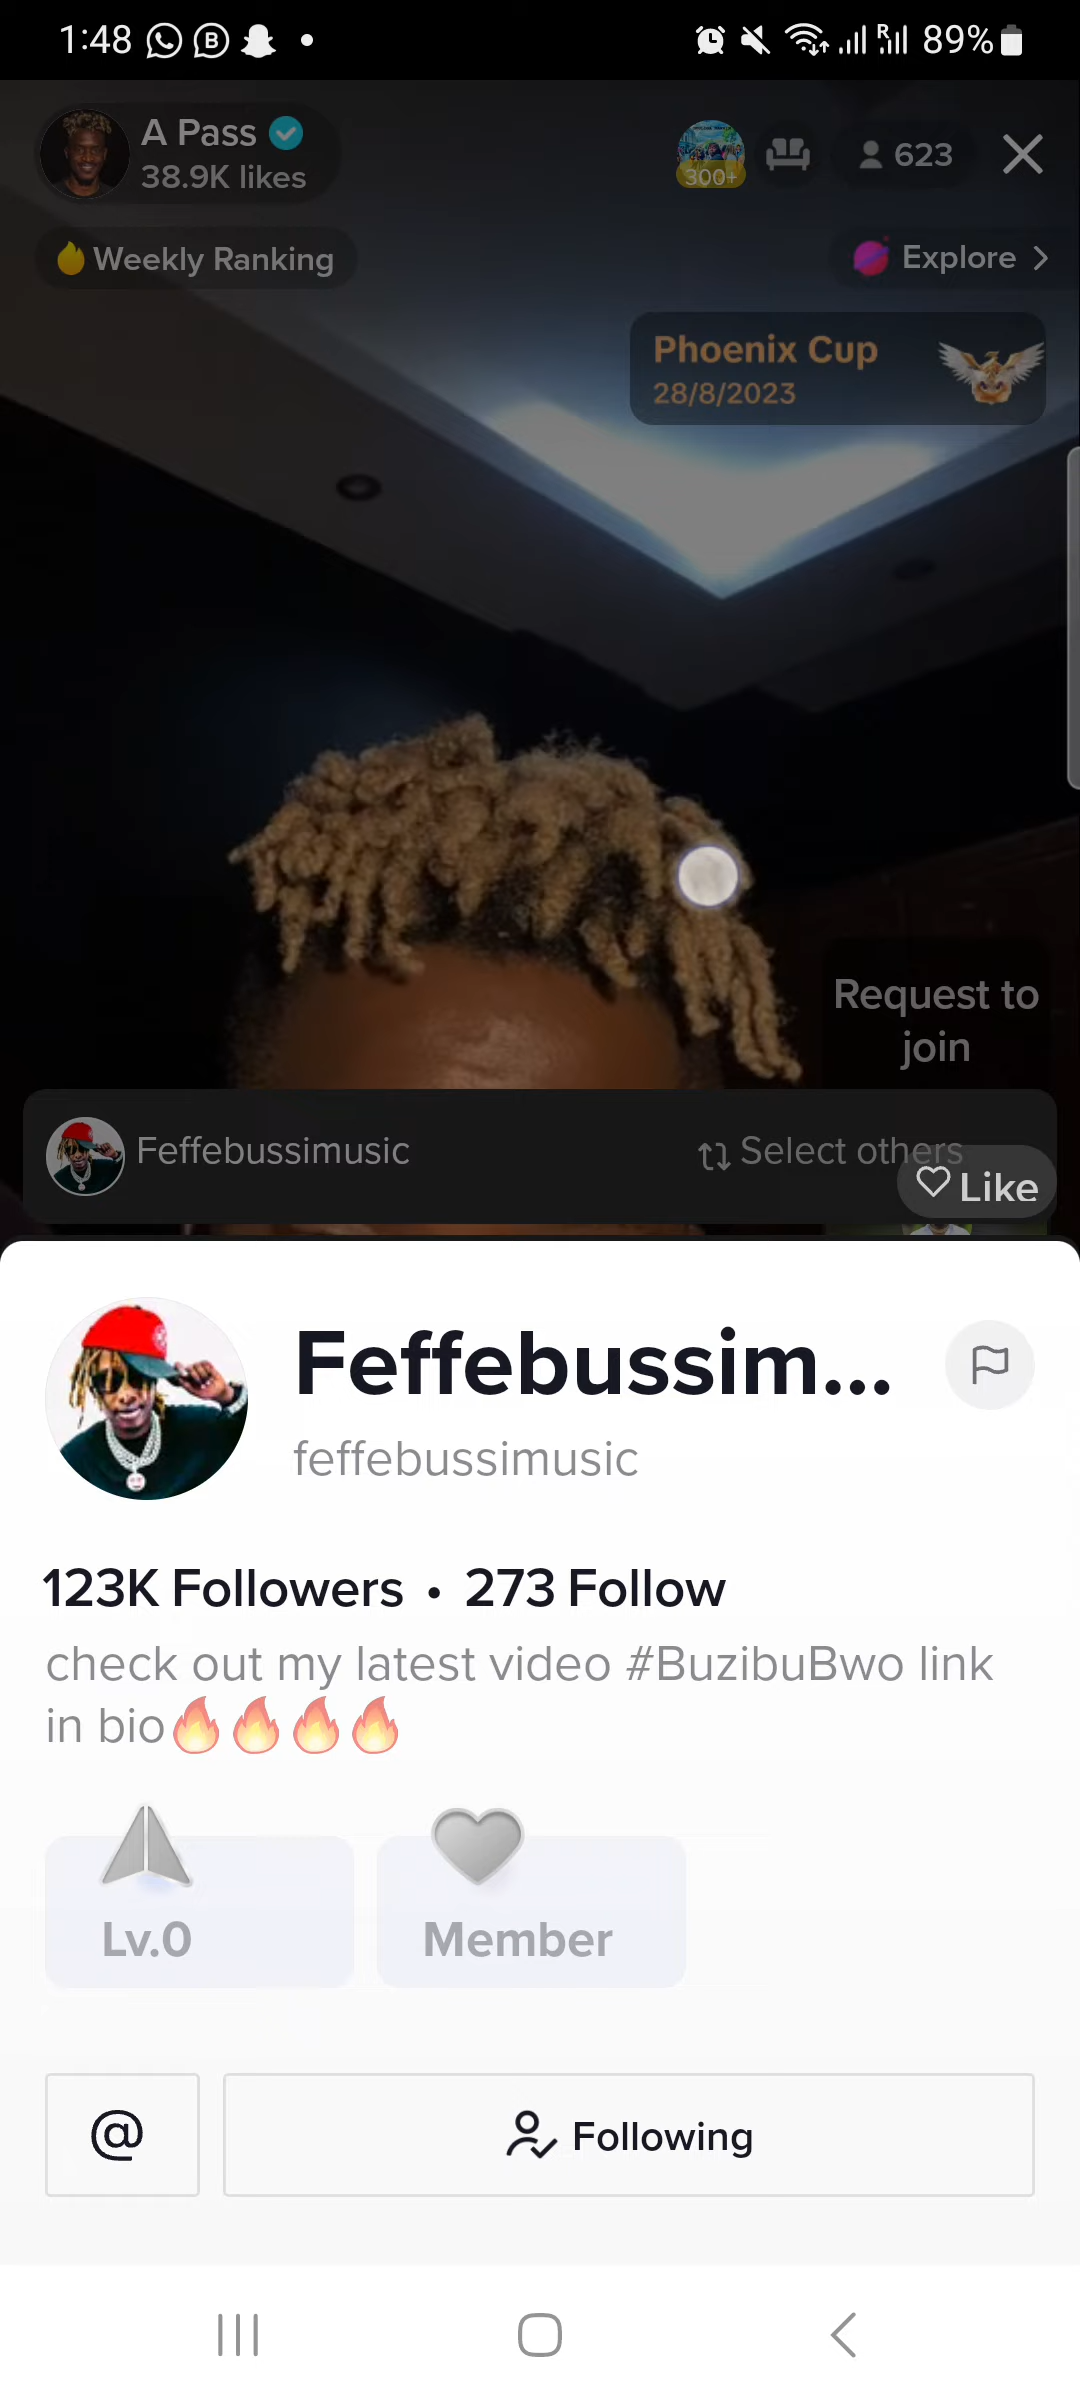 1:48
89%
A Pass
38.9K likes
300+
623
Weekly Ranking
Explore
Phoenix Cup
28/8/2023
Request to
join
Feffebussimusic
Select others
Like
Feffebussim...
feffebussimusic
123K Followers • 273 Follow
check out my latest video #BuzibuBwo link
in bio🔥🔥🔥🔥
Lv.0
Member
@
Following